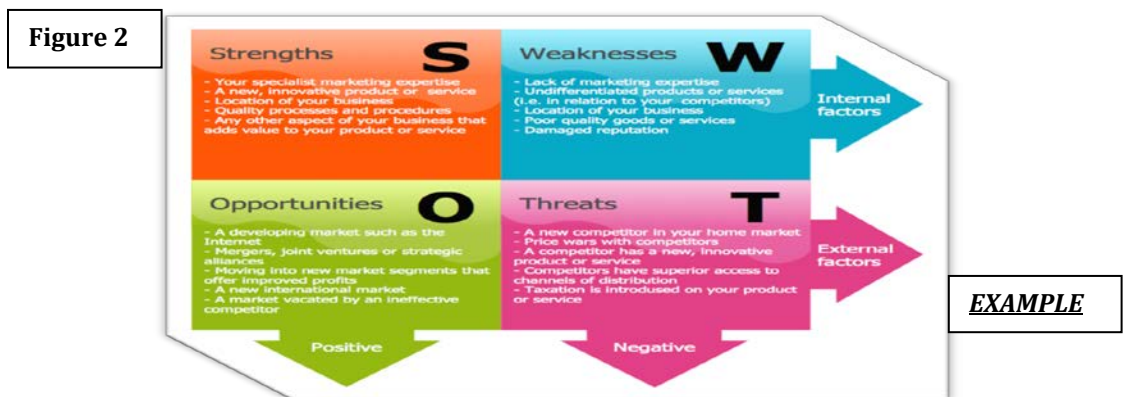 Figure 2
Strengths
S
- Your specialist marketing expertise
- A new, innovative product or service
- Location of your business
- Quality processes and procedures
- Any other aspect of your business that
adds value to your product or service
Weaknesses
W
- Lack of marketing expertise
- Undifferentiated products or services
(i.e. in relation to your competitors)
- Location of your business
- Poor quality goods or services
- Damaged reputation
Internal
factors
Opportunities
O
- A developing market such as the
Internet
- Mergers, joint ventures or strategic
alliances
- Moving into new market segments that
offer improved profits
- A new international market
- A market vacated by an ineffective
competitor
Threats
T
- A new competitor in your home market
- Price wars with competitors
- A competitor has a new, innovative
product or service
- Competitors have superior access to
channels of distribution
- Taxation is introdused on your product
or service
External
factors
EXAMPLE
Positive
Negative